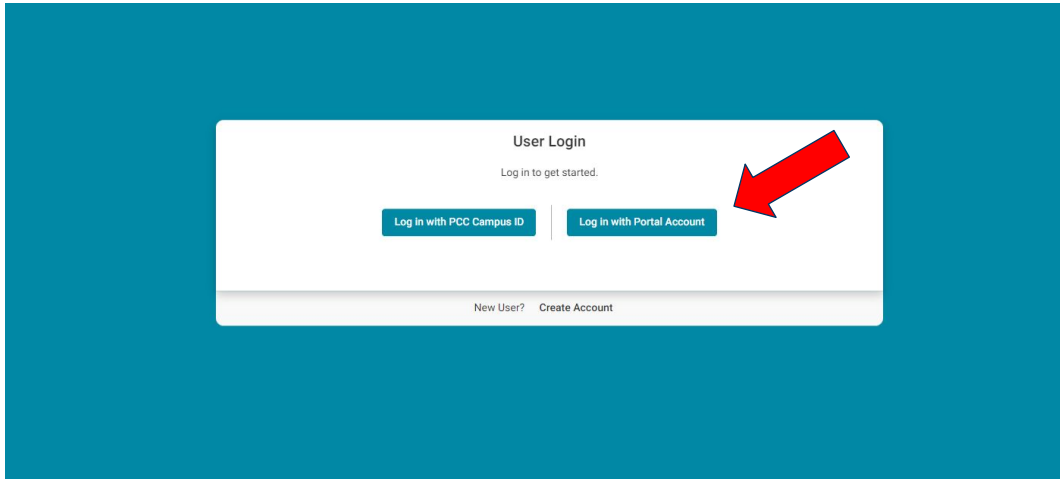 User Login
Log in to get started.
Log in with PCC Campus ID
Log in with Portal Account
New User? Create Account